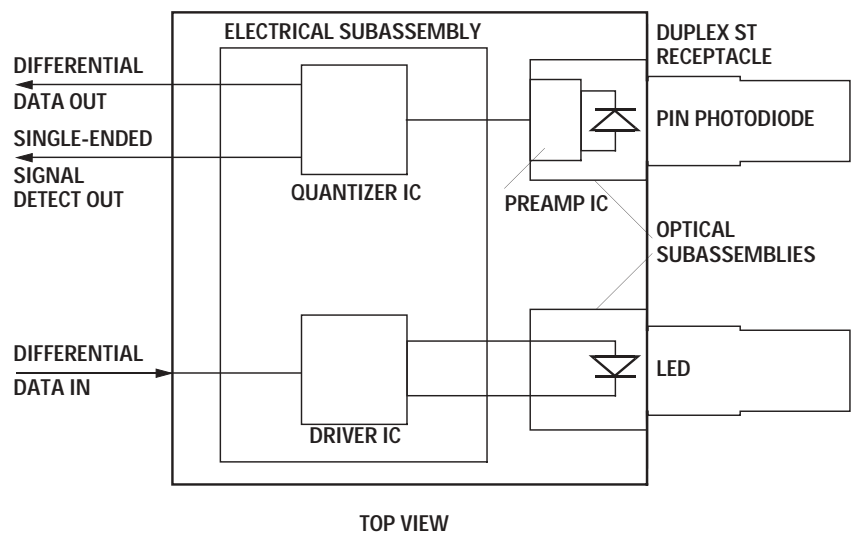 ELECTRICAL SUBASSEMBLY
DUPLEX ST
RECEPTACLE
DIFFERENTIAL
DATA OUT
SINGLE-ENDED
SIGNAL
DETECT OUT
QUANTIZER IC
PREAMP IC
PIN PHOTODIODE
OPTICAL
SUBASSEMBLIES
DIFFERENTIAL
DATA IN
DRIVER IC
LED
TOP VIEW